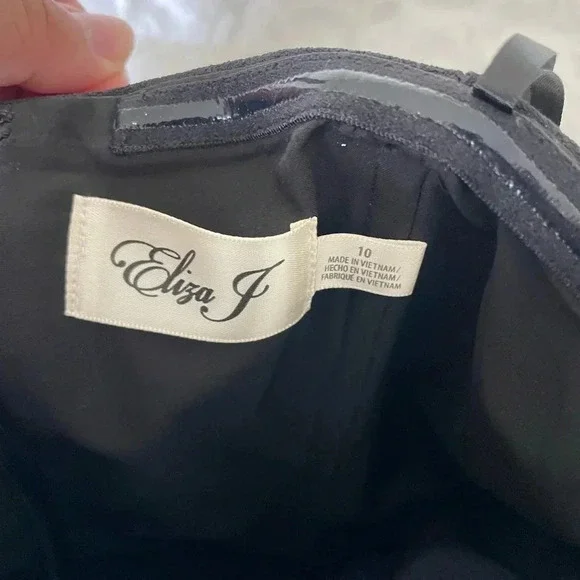 Eliza J
10
MADE IN VIETNAM/
HECHO EN VIETNAM/
FABRIQUÉ EN VIETNAM